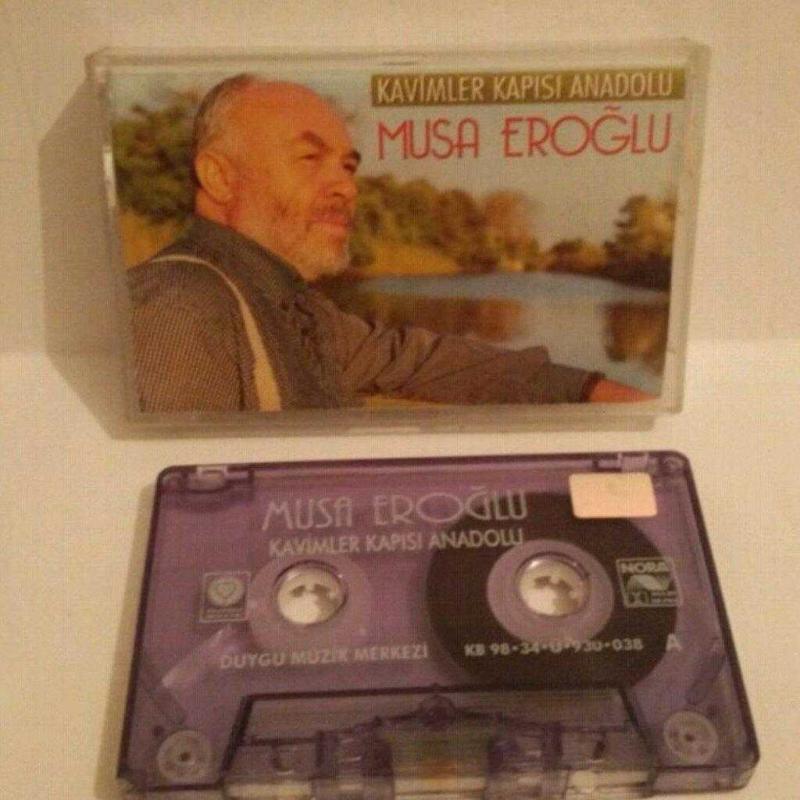 KAVİMLER KAPISI ANADOLU
MUSA EROĞLU
MUSA EROĞLU
KAVİMLER KAPISI ANADOLU
NORA
DUYGU MÜZİK MERKEZİ
KB 98·34·Ü·930·038
A